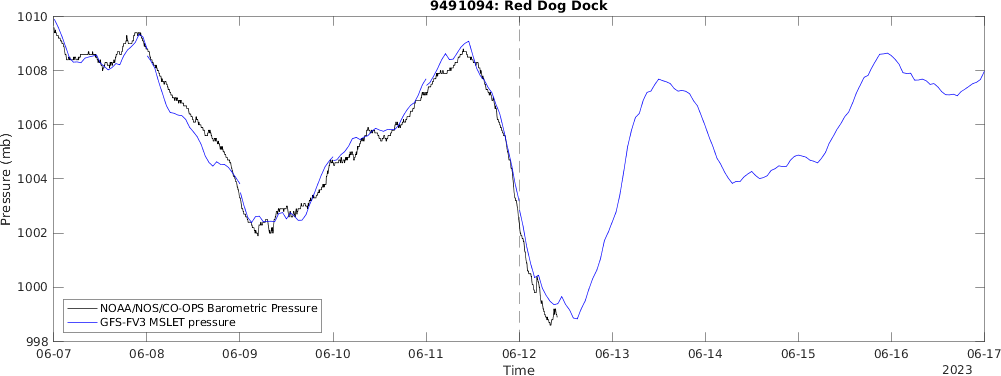 9491094: Red Dog Dock
Pressure (mb)
1010
1008
1006
1004
1002
1000
998
NOAA/NOS/CO-OPS Barometric Pressure
GFS-FV3 MSLET pressure
06-07 06-08 06-09 06-10 06-11 06-12 06-13 06-14 06-15 06-16 06-17
Time
2023